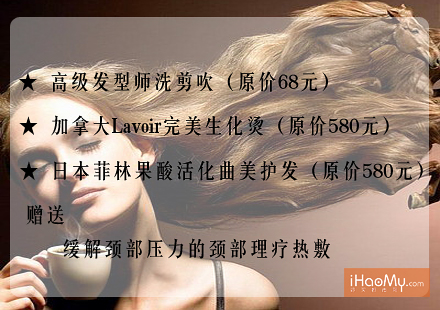 ★ 高级发型师洗剪吹（原价68元）
★ 加拿大Lavoir完美生化烫（原价580元）
★ 日本菲林果酸活化曲美护发（原价580元）
赠送
缓解颈部压力的颈部理疗热敷
iHaoMy.com